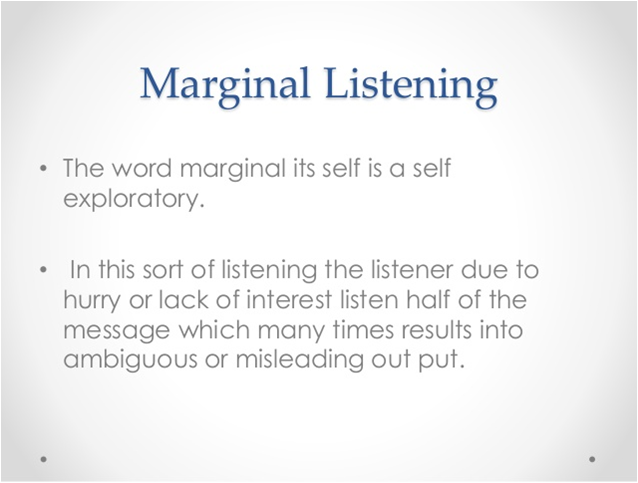 Marginal Listening
• The word marginal its self is a self
exploratory.
• In this sort of listening the listener due to
hurry or lack of interest listen half of the
message which many times results into
ambiguous or misleading out put.